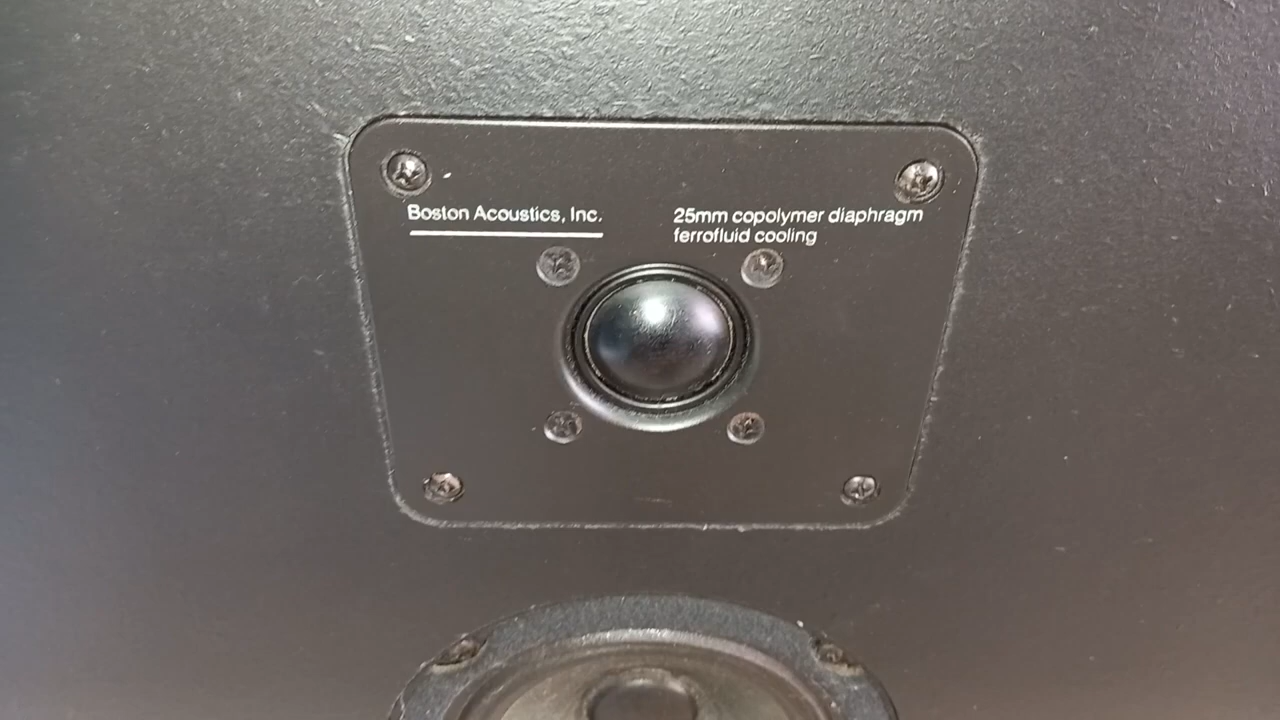 Boston Acoustics, Inc.
25mm copolymer diaphragm
ferrofluid cooling